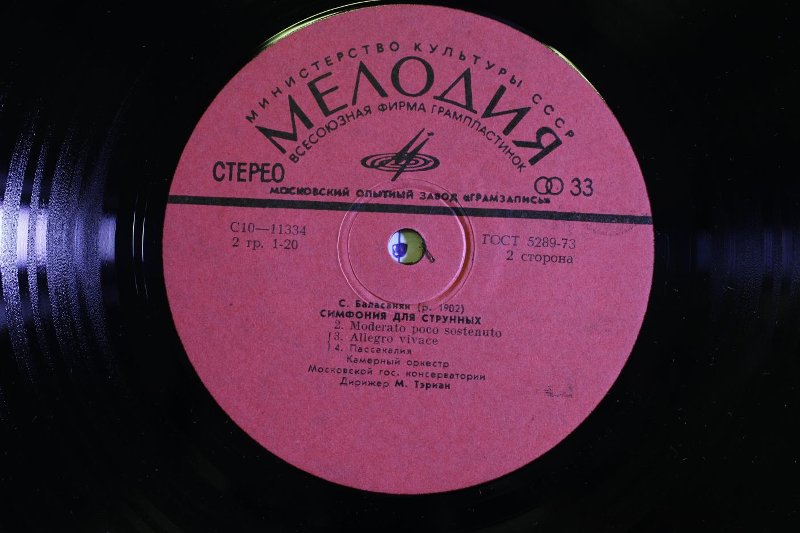 МИНИСТЕРСТВО КУЛЬТУРЫ СССР
МЕЛОДИЯ
ВСЕСОЮЗНАЯ ФИРМА ГРАМПЛАСТИНОК
СТЕРЕО
33
МОСКОВСКИЙ ОПЫТНЫЙ ЗАВОД «ГРАМЗАПИСЬ»
С10—11334
2 гр. 1-20
ГОСТ 5289-73
2 сторона
С. Баласанян (р. 1902)
СИМФОНИЯ ДЛЯ СТРУННЫХ
2. Moderato poco sostenuto
3. Allegro vivace
4. Пассакалия
Камерный оркестр
Московской гос. консерватории
Дирижер М. Тэриан